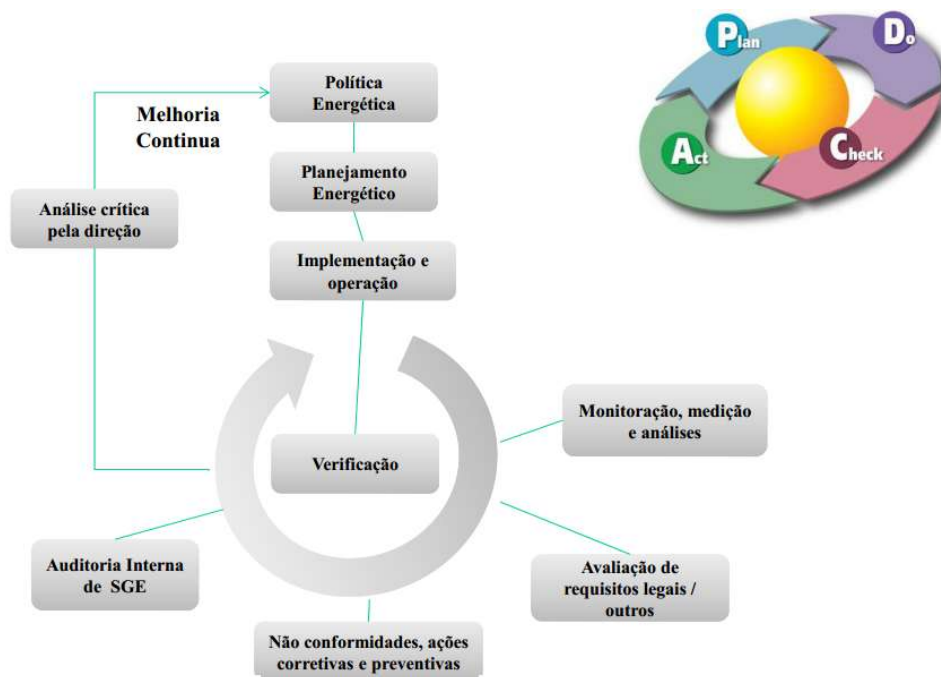 Plan
Do
Act
Check
Política
Energética
Melhoria
Continua
Planejamento
Energético
Análise crítica
pela direção
Implementação e
operação
Monitoração, medição
e análises
Verificação
Auditoria Interna
de SGE
Avaliação de
requisitos legais /
outros
Não conformidades, ações
corretivas e preventivas